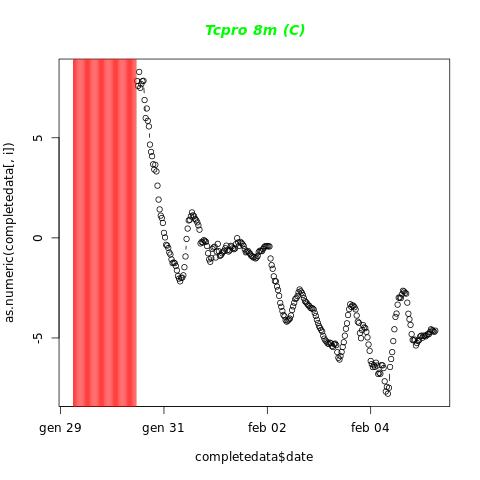 Tcpro 8m (C)
as.numeric(completedata[, i])
5
0
-5
gen 29
gen 31
feb 02
feb 04
completedata$date